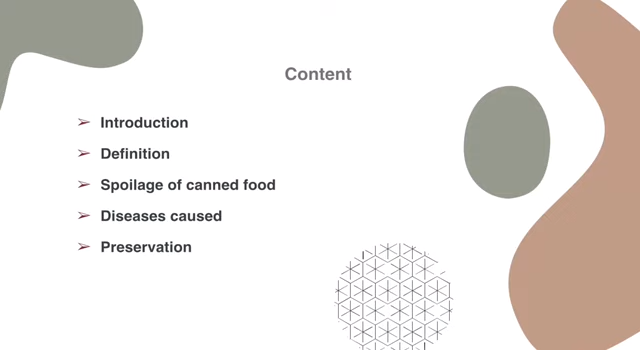 Content
➢ Introduction
➢ Definition
➢ Spoilage of canned food
➢ Diseases caused
➢ Preservation